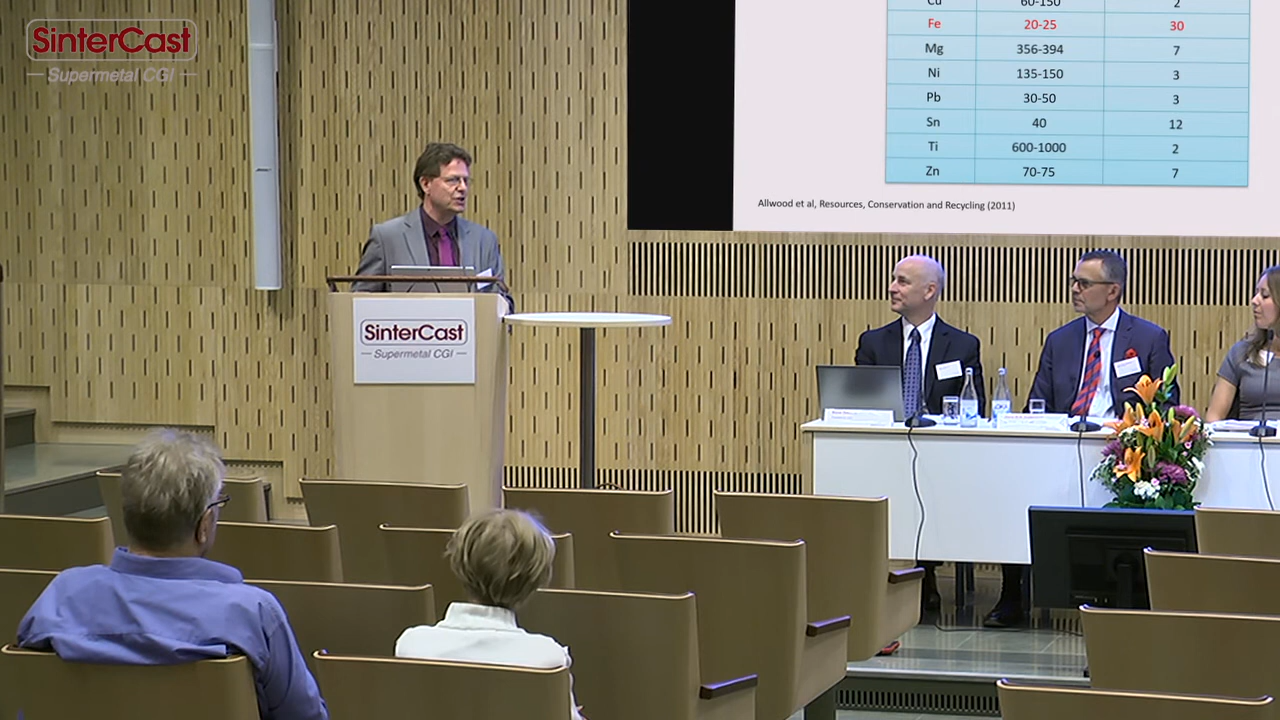 SinterCast
Supermetal CGI
Cu 60-150 2
Fe 20-25 30
Mg 356-394 7
Ni 135-150 3
Pb 30-50 3
Sn 40 12
Ti 600-1000 2
Zn 70-75 7
Allwood et al, Resources, Conservation and Recycling (2011)
SinterCast
Supermetal CGI